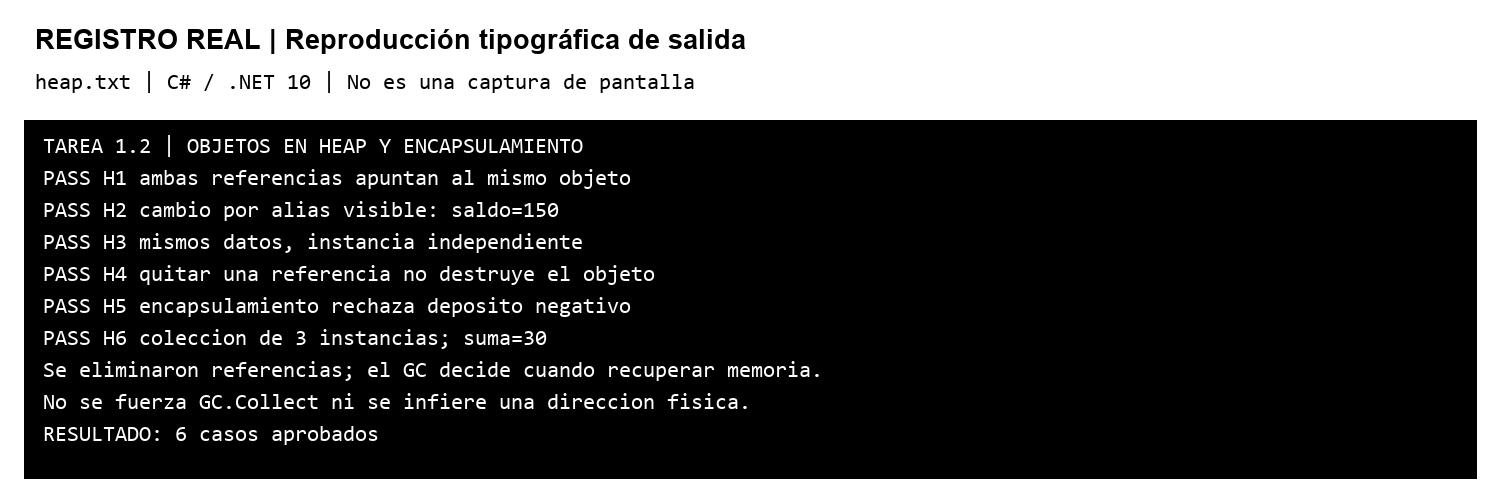 REGISTRO REAL | Reproducción tipográfica de salida
heap.txt | C# / .NET 10 | No es una captura de pantalla
TAREA 1.2 | OBJETOS EN HEAP Y ENCAPSULAMIENTO
PASS H1 ambas referencias apuntan al mismo objeto
PASS H2 cambio por alias visible: saldo=150
PASS H3 mismos datos, instancia independiente
PASS H4 quitar una referencia no destruye el objeto
PASS H5 encapsulamiento rechaza deposito negativo
PASS H6 coleccion de 3 instancias; suma=30
Se eliminaron referencias; el GC decide cuando recuperar memoria.
No se fuerza GC.Collect ni se infiere una direccion fisica.
RESULTADO: 6 casos aprobados